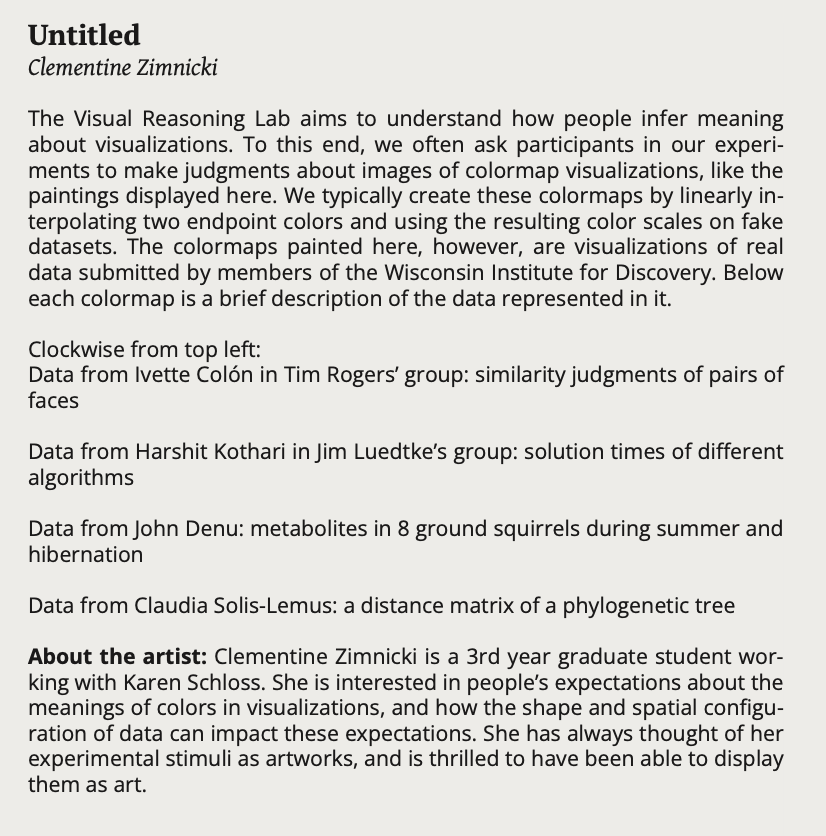 Untitled
Clementine Zimnicki
The Visual Reasoning Lab aims to understand how people infer meaning
about visualizations. To this end, we often ask participants in our experi-
ments to make judgments about images of colormap visualizations, like the
paintings displayed here. We typically create these colormaps by linearly in-
terpolating two endpoint colors and using the resulting color scales on fake
datasets. The colormaps painted here, however, are visualizations of real
data submitted by members of the Wisconsin Institute for Discovery. Below
each colormap is a brief description of the data represented in it.
Clockwise from top left:
Data from Ivette Colón in Tim Rogers’ group: similarity judgments of pairs of
faces
Data from Harshit Kothari in Jim Luedtke’s group: solution times of different
algorithms
Data from John Denu: metabolites in 8 ground squirrels during summer and
hibernation
Data from Claudia Solis-Lemus: a distance matrix of a phylogenetic tree
About the artist: Clementine Zimnicki is a 3rd year graduate student wor-
king with Karen Schloss. She is interested in people’s expectations about the
meanings of colors in visualizations, and how the shape and spatial configu-
ration of data can impact these expectations. She has always thought of her
experimental stimuli as artworks, and is thrilled to have been able to display
them as art.